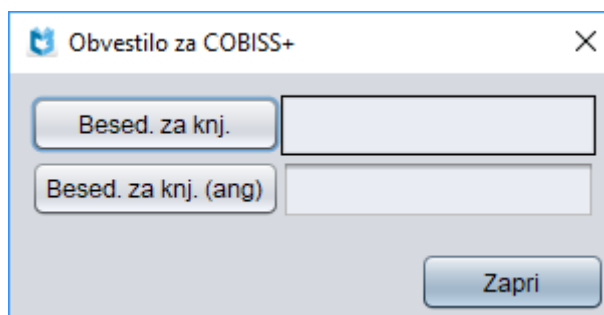 Obvestilo za COBISS+
Besed. za knj.
Besed. za knj. (ang)
Zapri